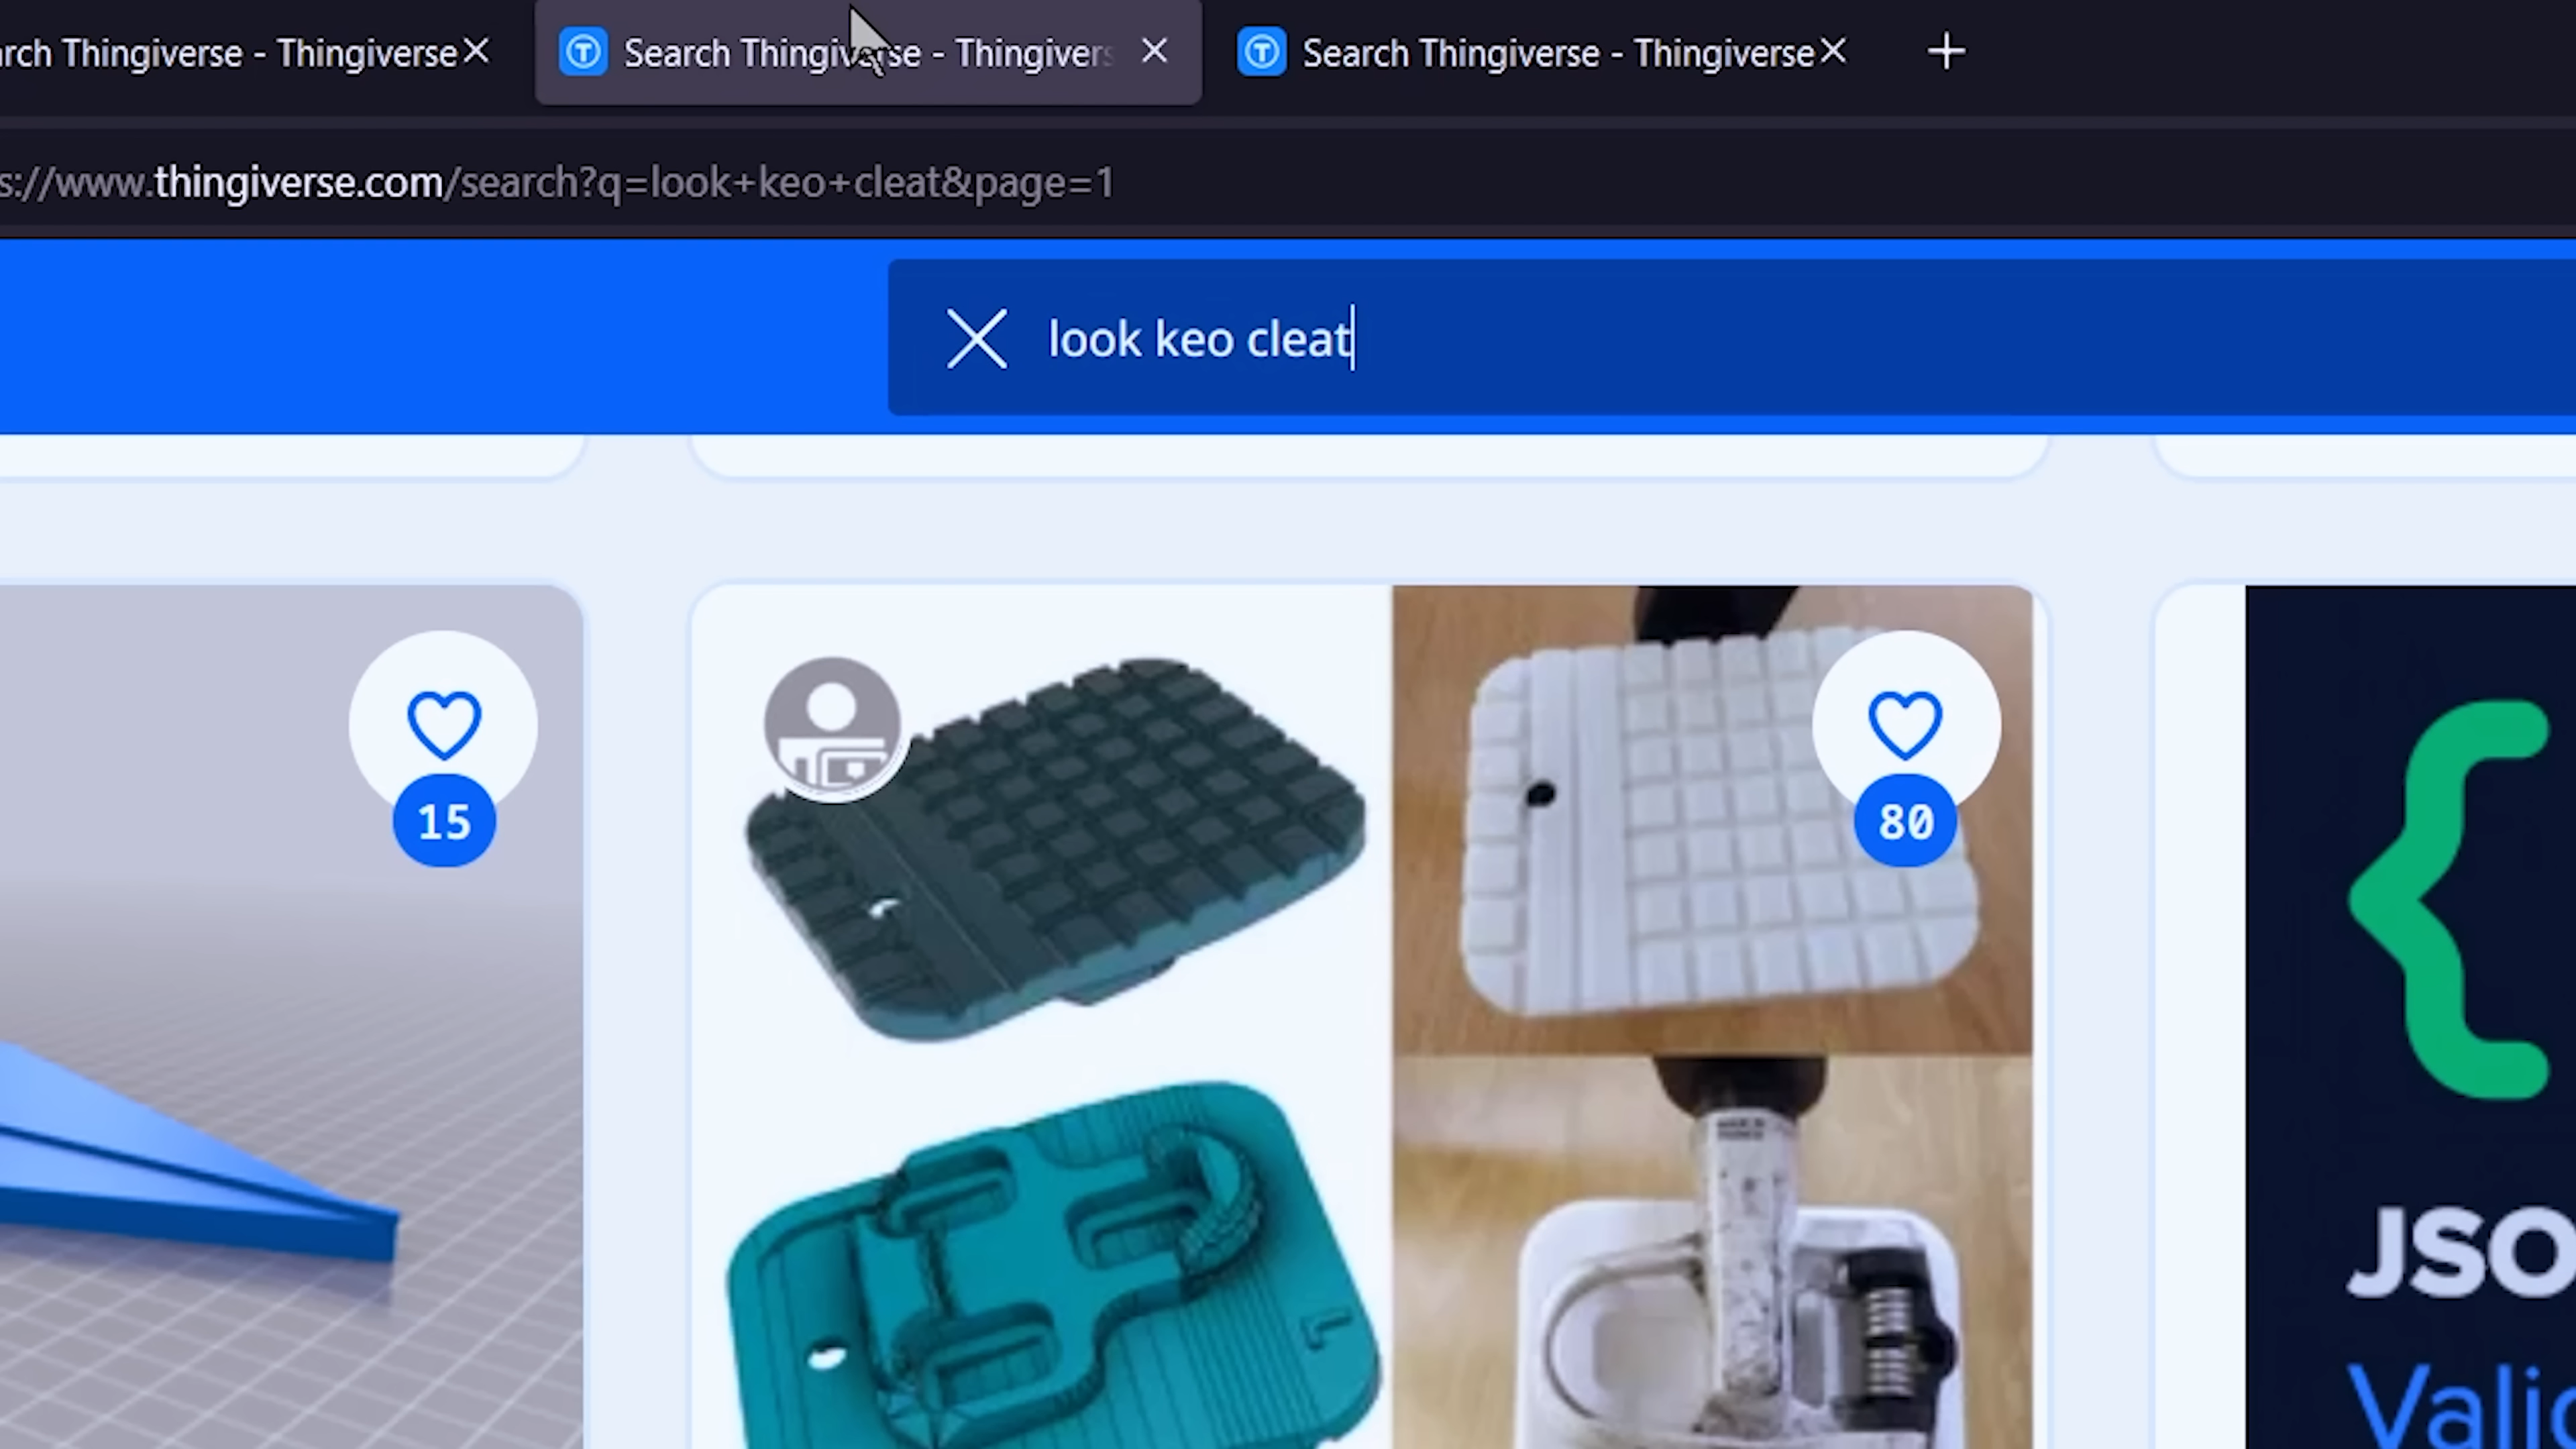 rch Thingiverse - Thingiverse
Search Thingiverse - Thingivers
Search Thingiverse - Thingiverse
s://www.thingiverse.com/search?q=look+keo+cleat&page=1
look keo cleat
15
80
L
JSO
Valid